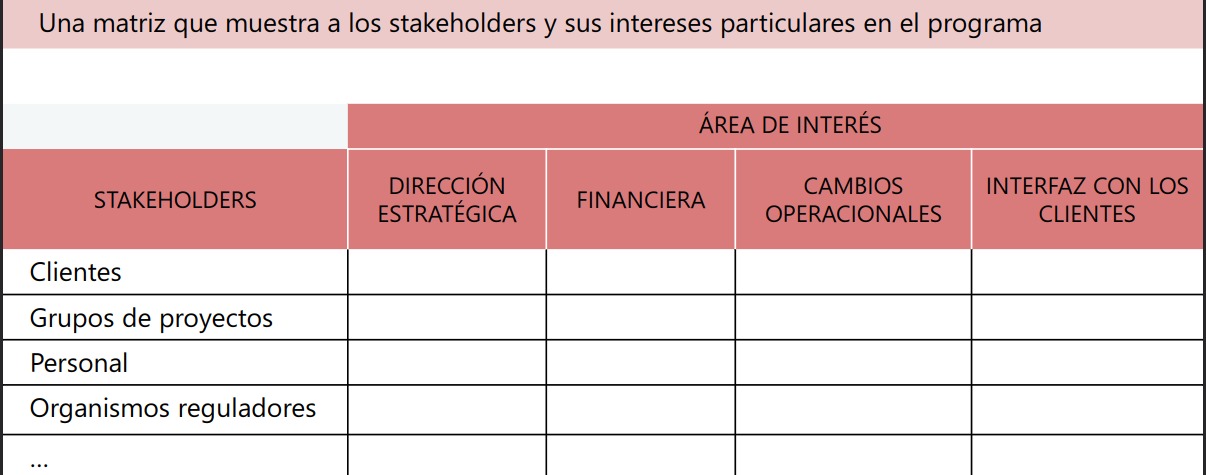 Una matriz que muestra a los stakeholders y sus intereses particulares en el programa
ÁREA DE INTERÉS
STAKEHOLDERS
DIRECCIÓN
ESTRATÉGICA
FINANCIERA
CAMBIOS
OPERACIONALES
INTERFAZ CON LOS
CLIENTES
Clientes
Grupos de proyectos
Personal
Organismos reguladores
...